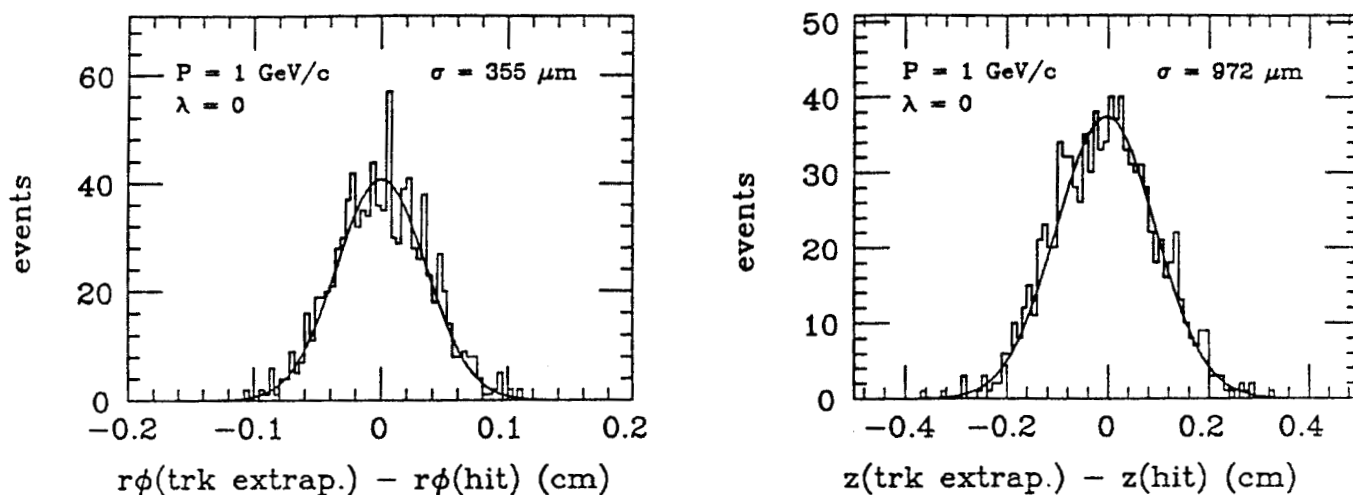 60
40
20
0
events
P = 1 GeV/c
σ = 355 μm
λ = 0
−0.2
−0.1
0
0.1
0.2
rφ(trk extrap.) − rφ(hit) (cm)
50
40
30
20
10
0
events
P = 1 GeV/c
σ = 972 μm
λ = 0
−0.4
−0.2
0
0.2
0.4
z(trk extrap.) − z(hit) (cm)